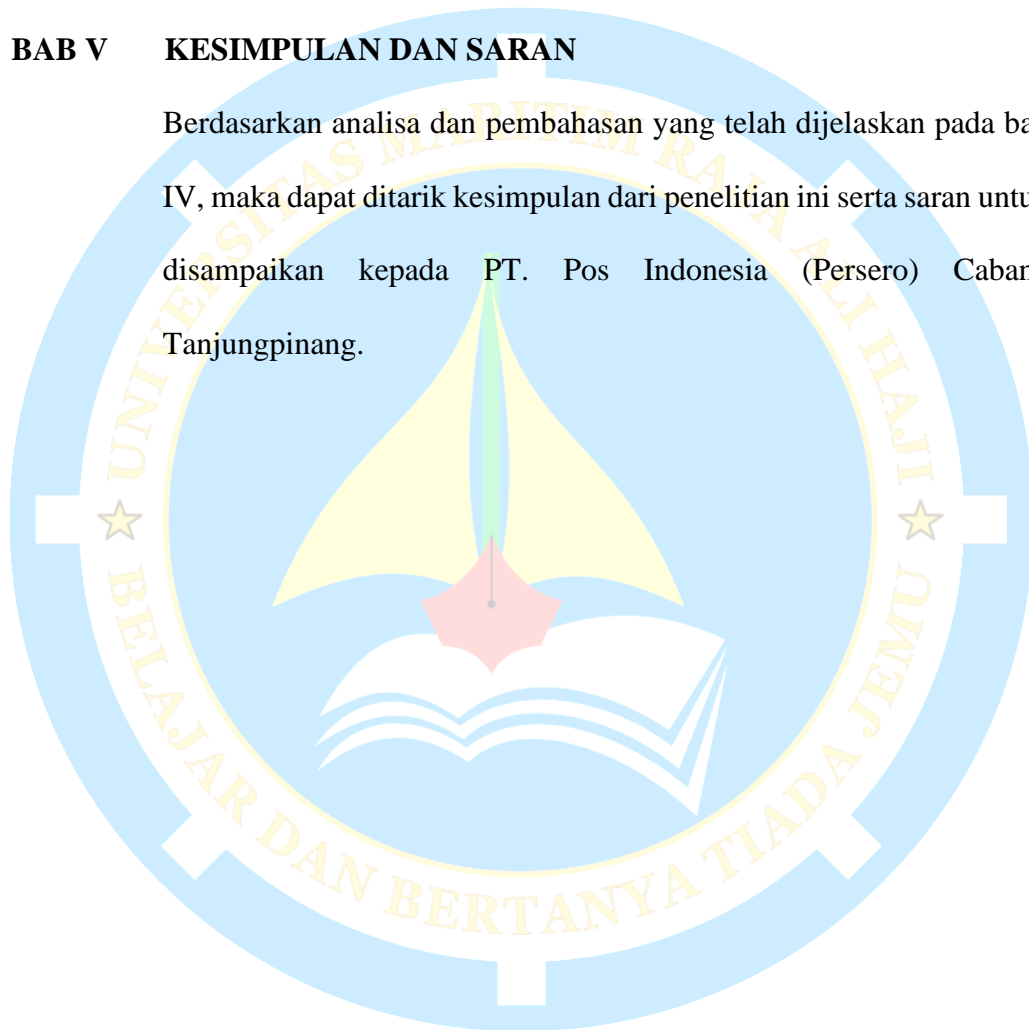 BAB V KESIMPULAN DAN SARAN
Berdasarkan analisa dan pembahasan yang telah dijelaskan pada ba
IV, maka dapat ditarik kesimpulan dari penelitian ini serta saran untu
disampaikan kepada PT. Pos Indonesia (Persero) Caban
Tanjungpinang.
UNIVERSITAS MARITIM RAJA ALI HAJI
BELAJAR DAN BERTANYA TIADA JEMU